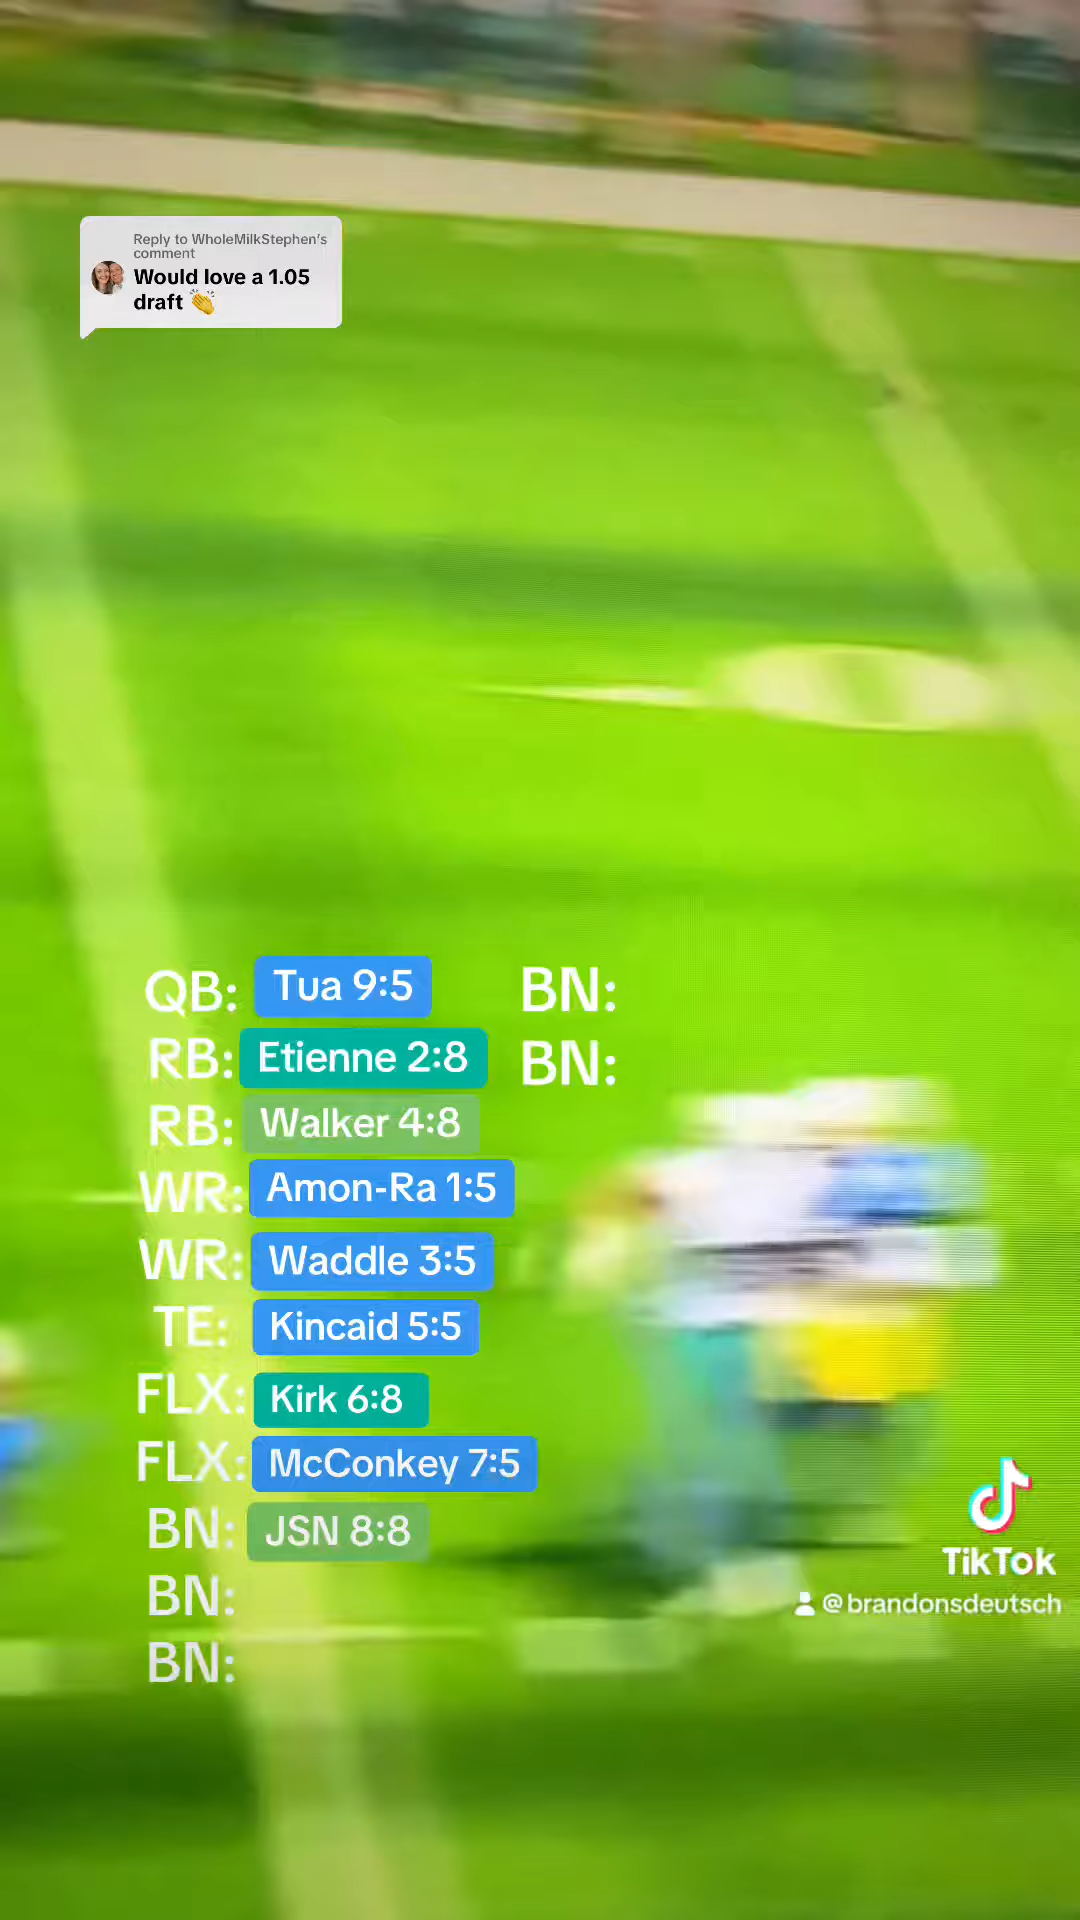 Reply to WholeMilkStephen's
comment
Would love a 1.05
draft 👏
QB: Tua 9:5
RB: Etienne 2:8
RB: Walker 4:8
WR: Amon-Ra 1:5
WR: Waddle 3:5
TE: Kincaid 5:5
FLX: Kirk 6:8
FLX: McConkey 7:5
BN: JSN 8:8
BN:
BN:
BN:
BN:
TikTok
@brandonsdeutsch